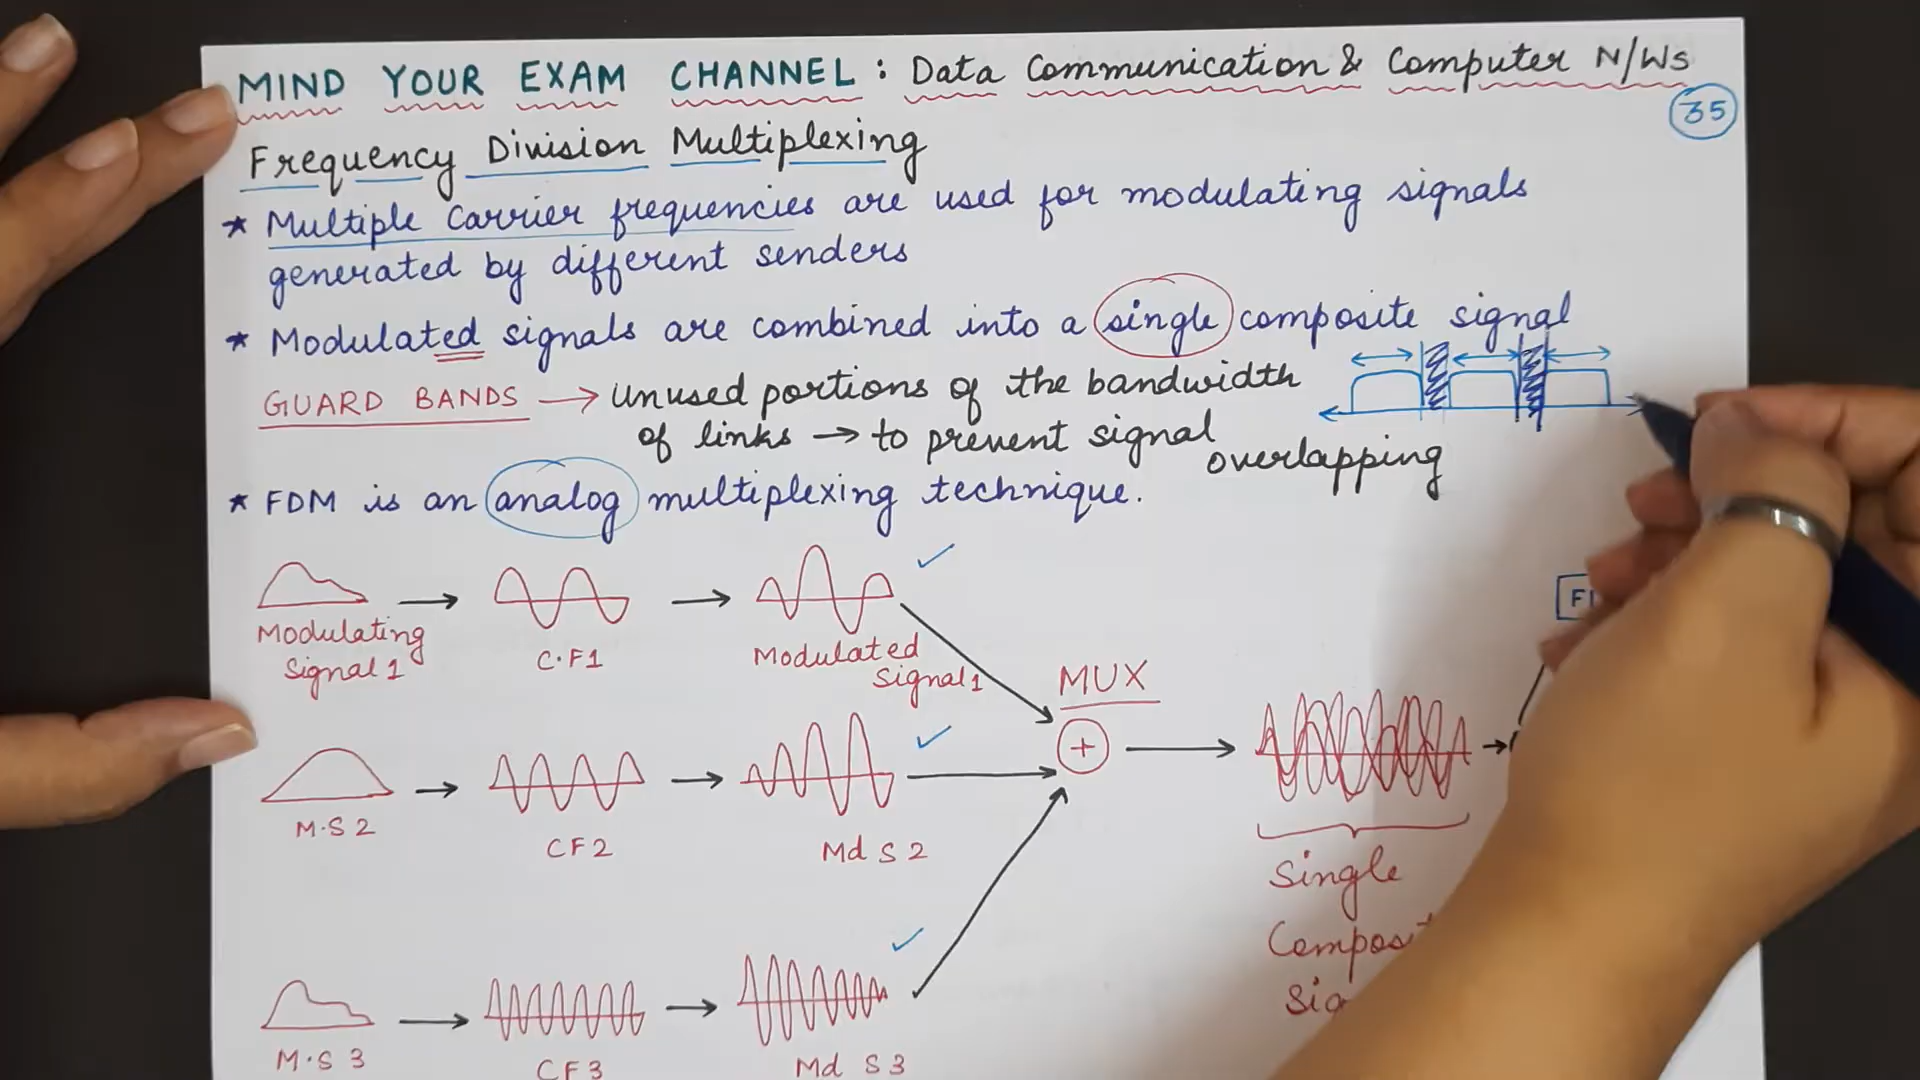 MIND YOUR EXAM CHANNEL : Data Communication & Computer N/Ws
35
Frequency Division Multiplexing
★ Multiple Carrier frequencies are used for modulating signals
generated by different senders
★ Modulated signals are combined into a single composite signal
GUARD BANDS → Unused portions of the bandwidth
of links → to prevent signal
overlapping
★ FDM is an analog multiplexing technique.
Modulating
Signal 1
C.F1
Modulated
Signal 1
MUX
+
M.S 2
CF2
Md S 2
Single
M.S 3
CF3
Md S3